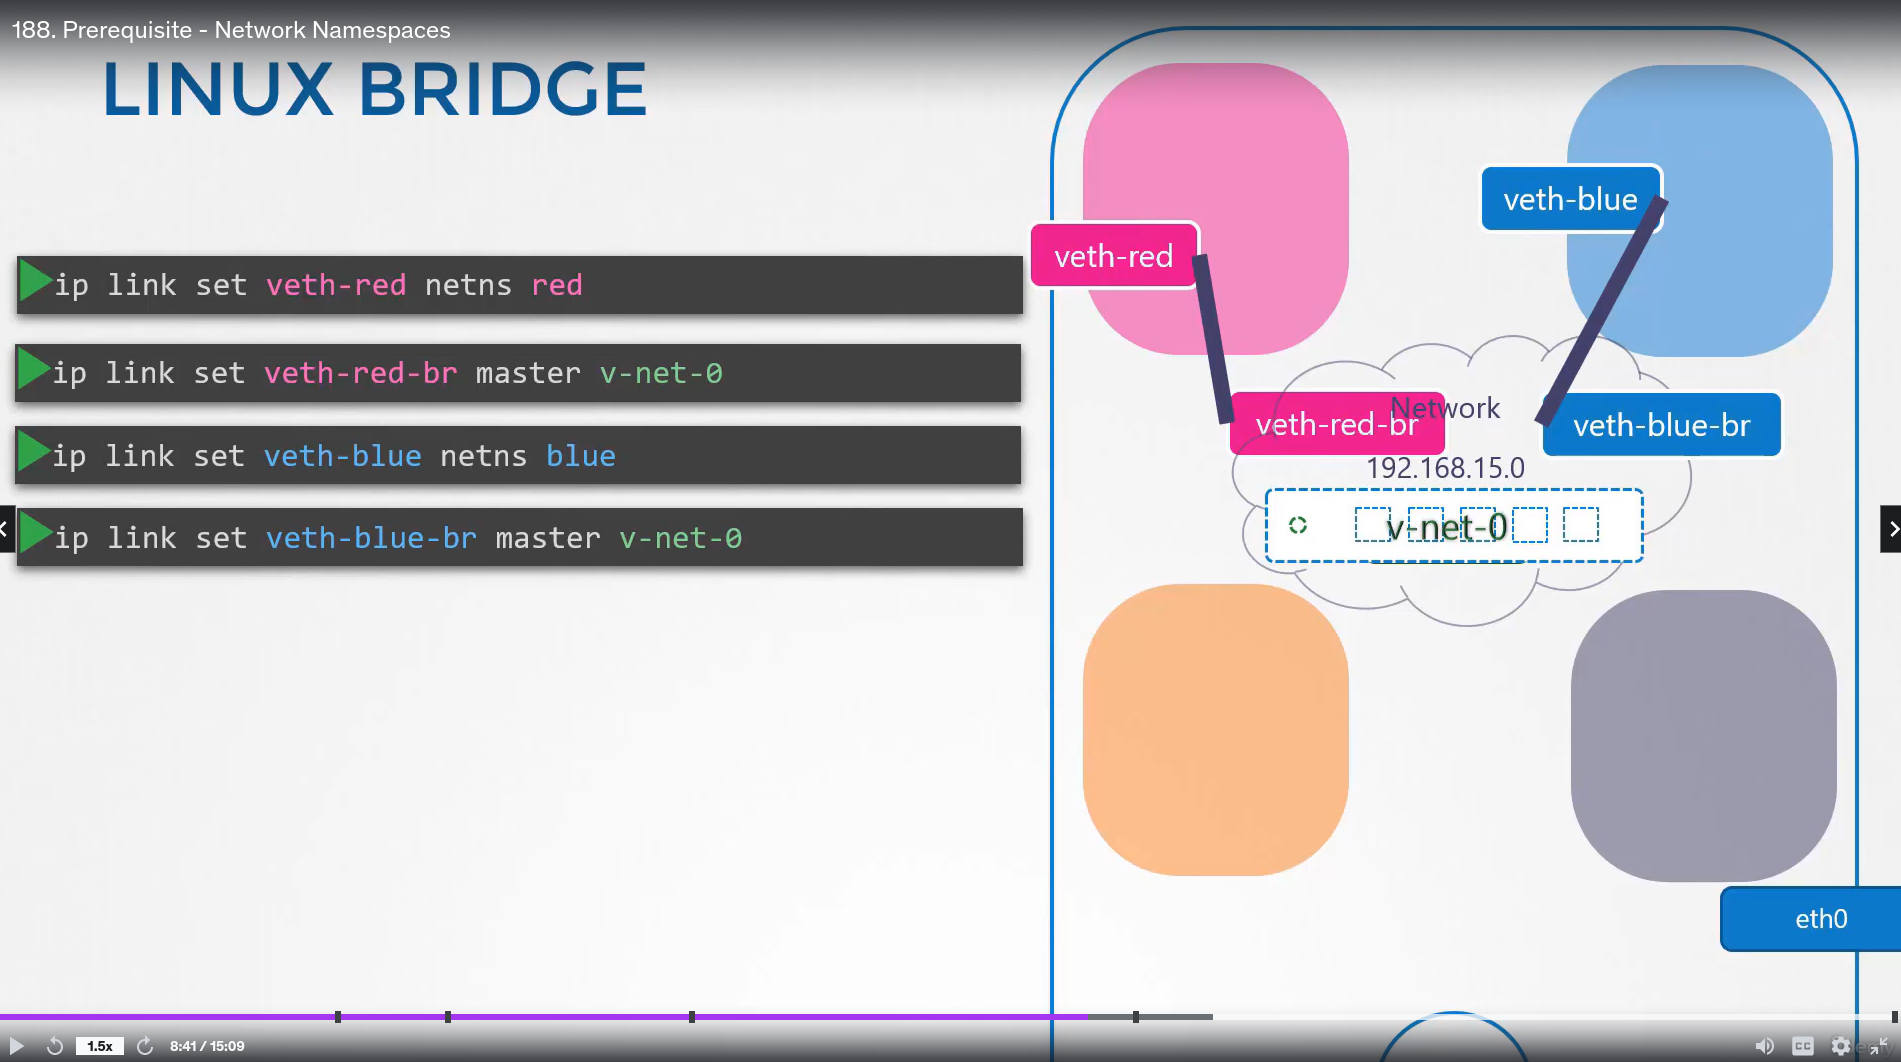 188. Prerequisite - Network Namespaces
LINUX BRIDGE
ip link set veth-red netns red
ip link set veth-red-br master v-net-0
ip link set veth-blue netns blue
ip link set veth-blue-br master v-net-0
veth-blue
veth-red
Network
veth-red-br
veth-blue-br
192.168.15.0
v-net-0
eth0
1.5x
8:41 / 15:09
CC